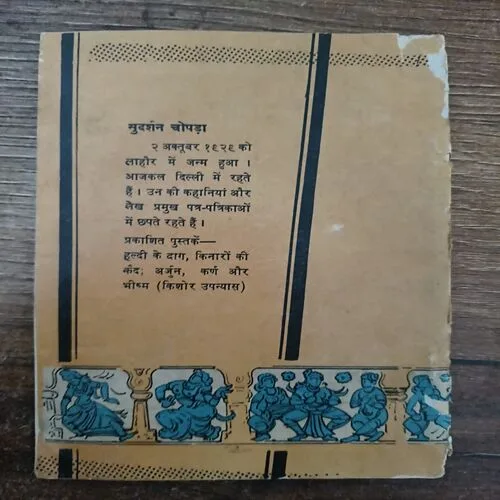 सुदर्शन चोपड़ा
२ अक्तूबर १९२९ को
लाहौर में जन्म हुआ ।
आजकल दिल्ली में रहते
हैं । उन की कहानियां और
लेख प्रमुख पत्र-पत्रिकाओं
में छपते रहते हैं ।
प्रकाशित पुस्तकें—
हल्दी के दाग, किनारों की
कैद; अर्जुन, कर्ण और
भीष्म (किशोर उपन्यास)